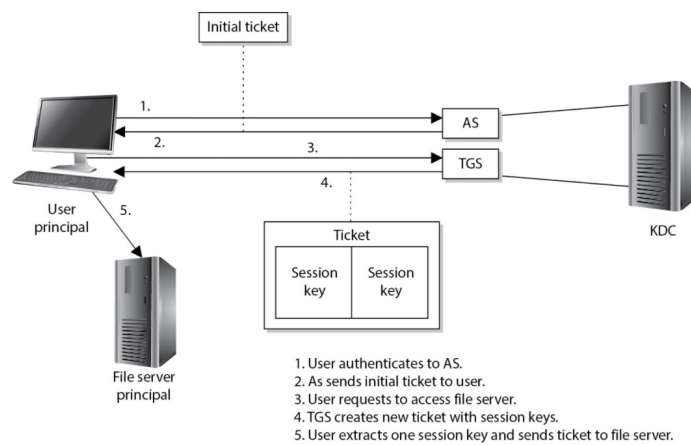 Initial ticket
1.
AS
2.
3.
TGS
4.
User
principal
5.
KDC
Ticket
Session
key
Session
key
File server
principal
1. User authenticates to AS.
2. As sends initial ticket to user.
3. User requests to access file server.
4. TGS creates new ticket with session keys.
5. User extracts one session key and sends ticket to file server.